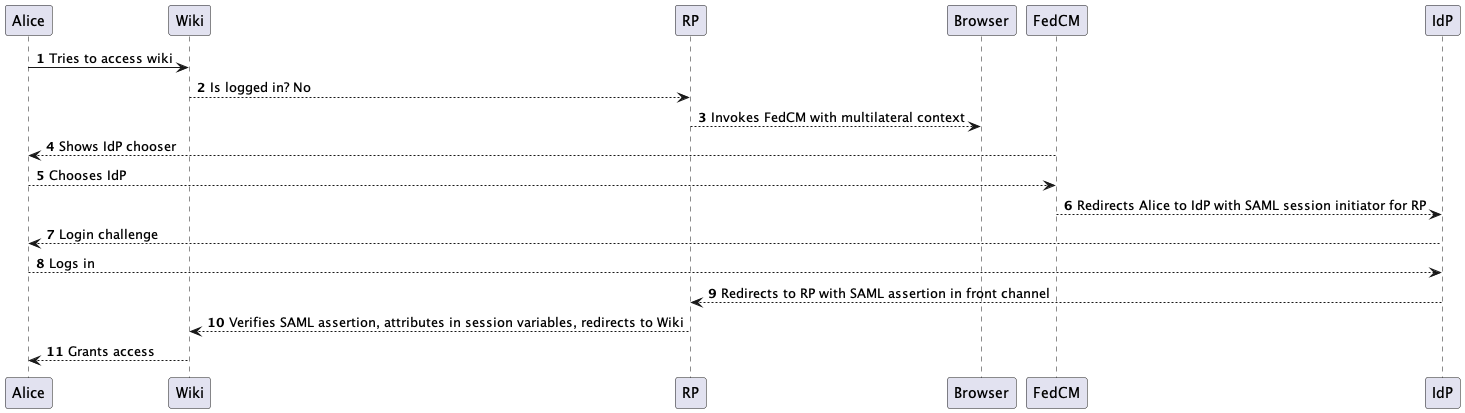 Alice Wiki RP Browser FedCM IdP
1 Tries to access wiki
2 Is logged in? No
3 Invokes FedCM with multilateral context
4 Shows IdP chooser
5 Chooses IdP
6 Redirects Alice to IdP with SAML session initiator for RP
7 Login challenge
8 Logs in
9 Redirects to RP with SAML assertion in front channel
10 Verifies SAML assertion, attributes in session variables, redirects to Wiki
11 Grants access
Alice Wiki RP Browser FedCM IdP